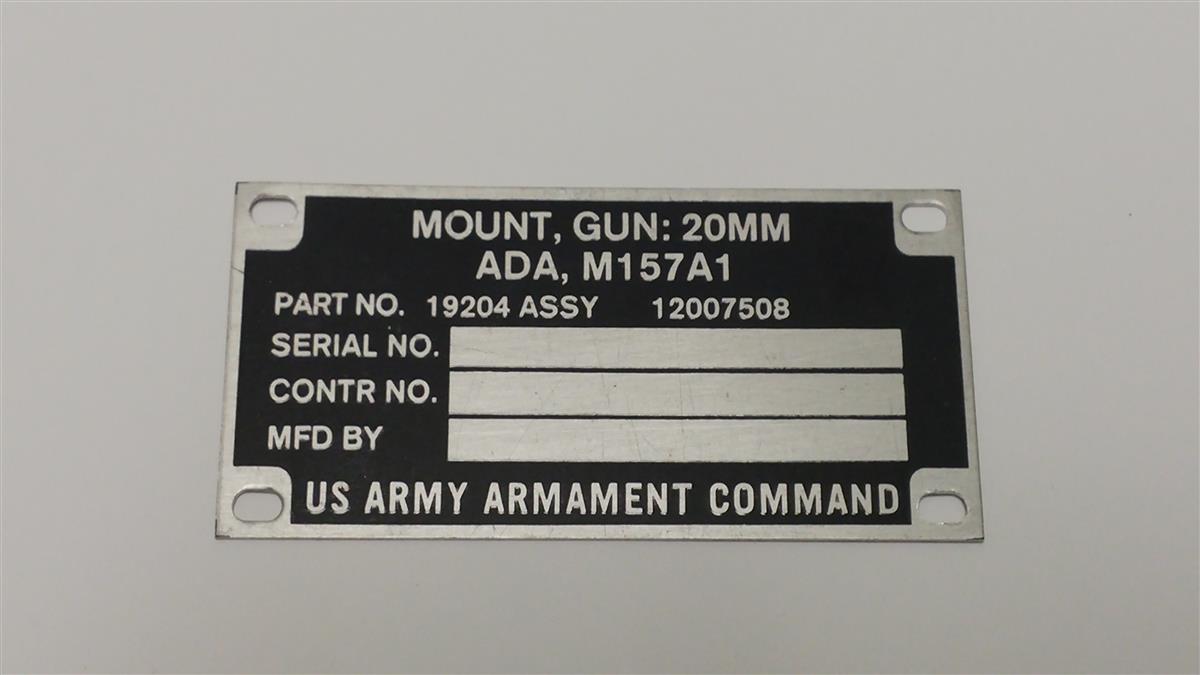 MOUNT, GUN: 20MM
ADA, M157A1
PART NO. 19204 ASSY 12007508
SERIAL NO.
CONTR NO.
MFD BY
US ARMY ARMAMENT COMMAND